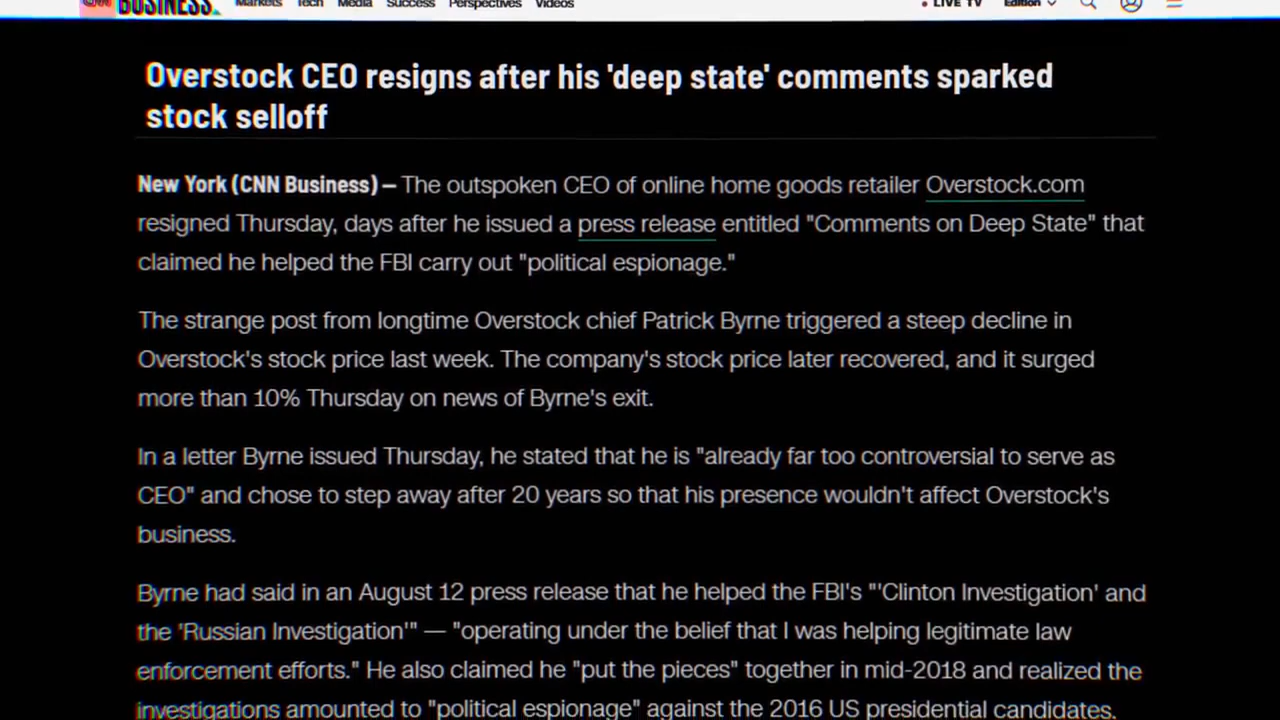 CNN BUSINESS Markets Tech Media Success Perspectives Videos LIVE TV Edition
Overstock CEO resigns after his 'deep state' comments sparked
stock selloff
New York (CNN Business) — The outspoken CEO of online home goods retailer Overstock.com
resigned Thursday, days after he issued a press release entitled "Comments on Deep State" that
claimed he helped the FBI carry out "political espionage."
The strange post from longtime Overstock chief Patrick Byrne triggered a steep decline in
Overstock's stock price last week. The company's stock price later recovered, and it surged
more than 10% Thursday on news of Byrne's exit.
In a letter Byrne issued Thursday, he stated that he is "already far too controversial to serve as
CEO" and chose to step away after 20 years so that his presence wouldn't affect Overstock's
business.
Byrne had said in an August 12 press release that he helped the FBI's "'Clinton Investigation' and
the 'Russian Investigation'" — "operating under the belief that I was helping legitimate law
enforcement efforts." He also claimed he "put the pieces" together in mid-2018 and realized the
investigations amounted to "political espionage" against the 2016 US presidential candidates.